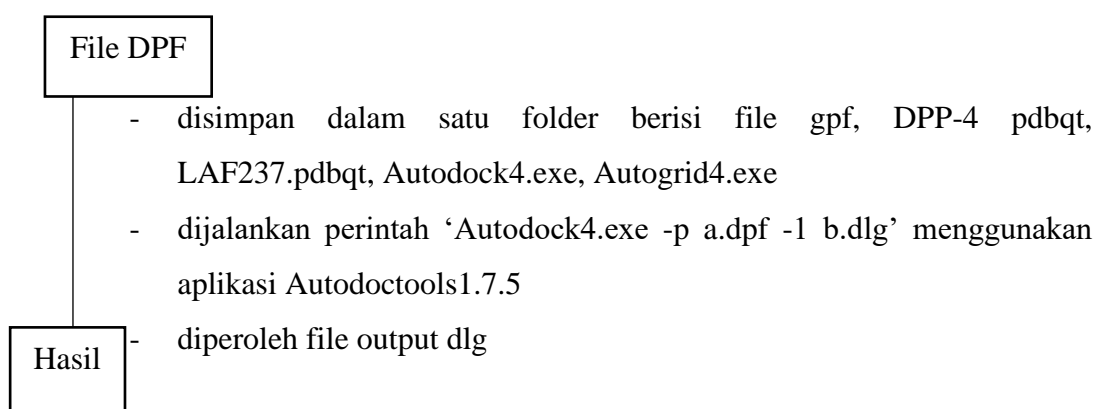 File DPF
- disimpan dalam satu folder berisi file gpf, DPP-4 pdbqt,
LAF237.pdbqt, Autodock4.exe, Autogrid4.exe
- dijalankan perintah ‘Autodock4.exe -p a.dpf -1 b.dlg’ menggunakan
aplikasi Autodoctools1.7.5
- diperoleh file output dlg
Hasil